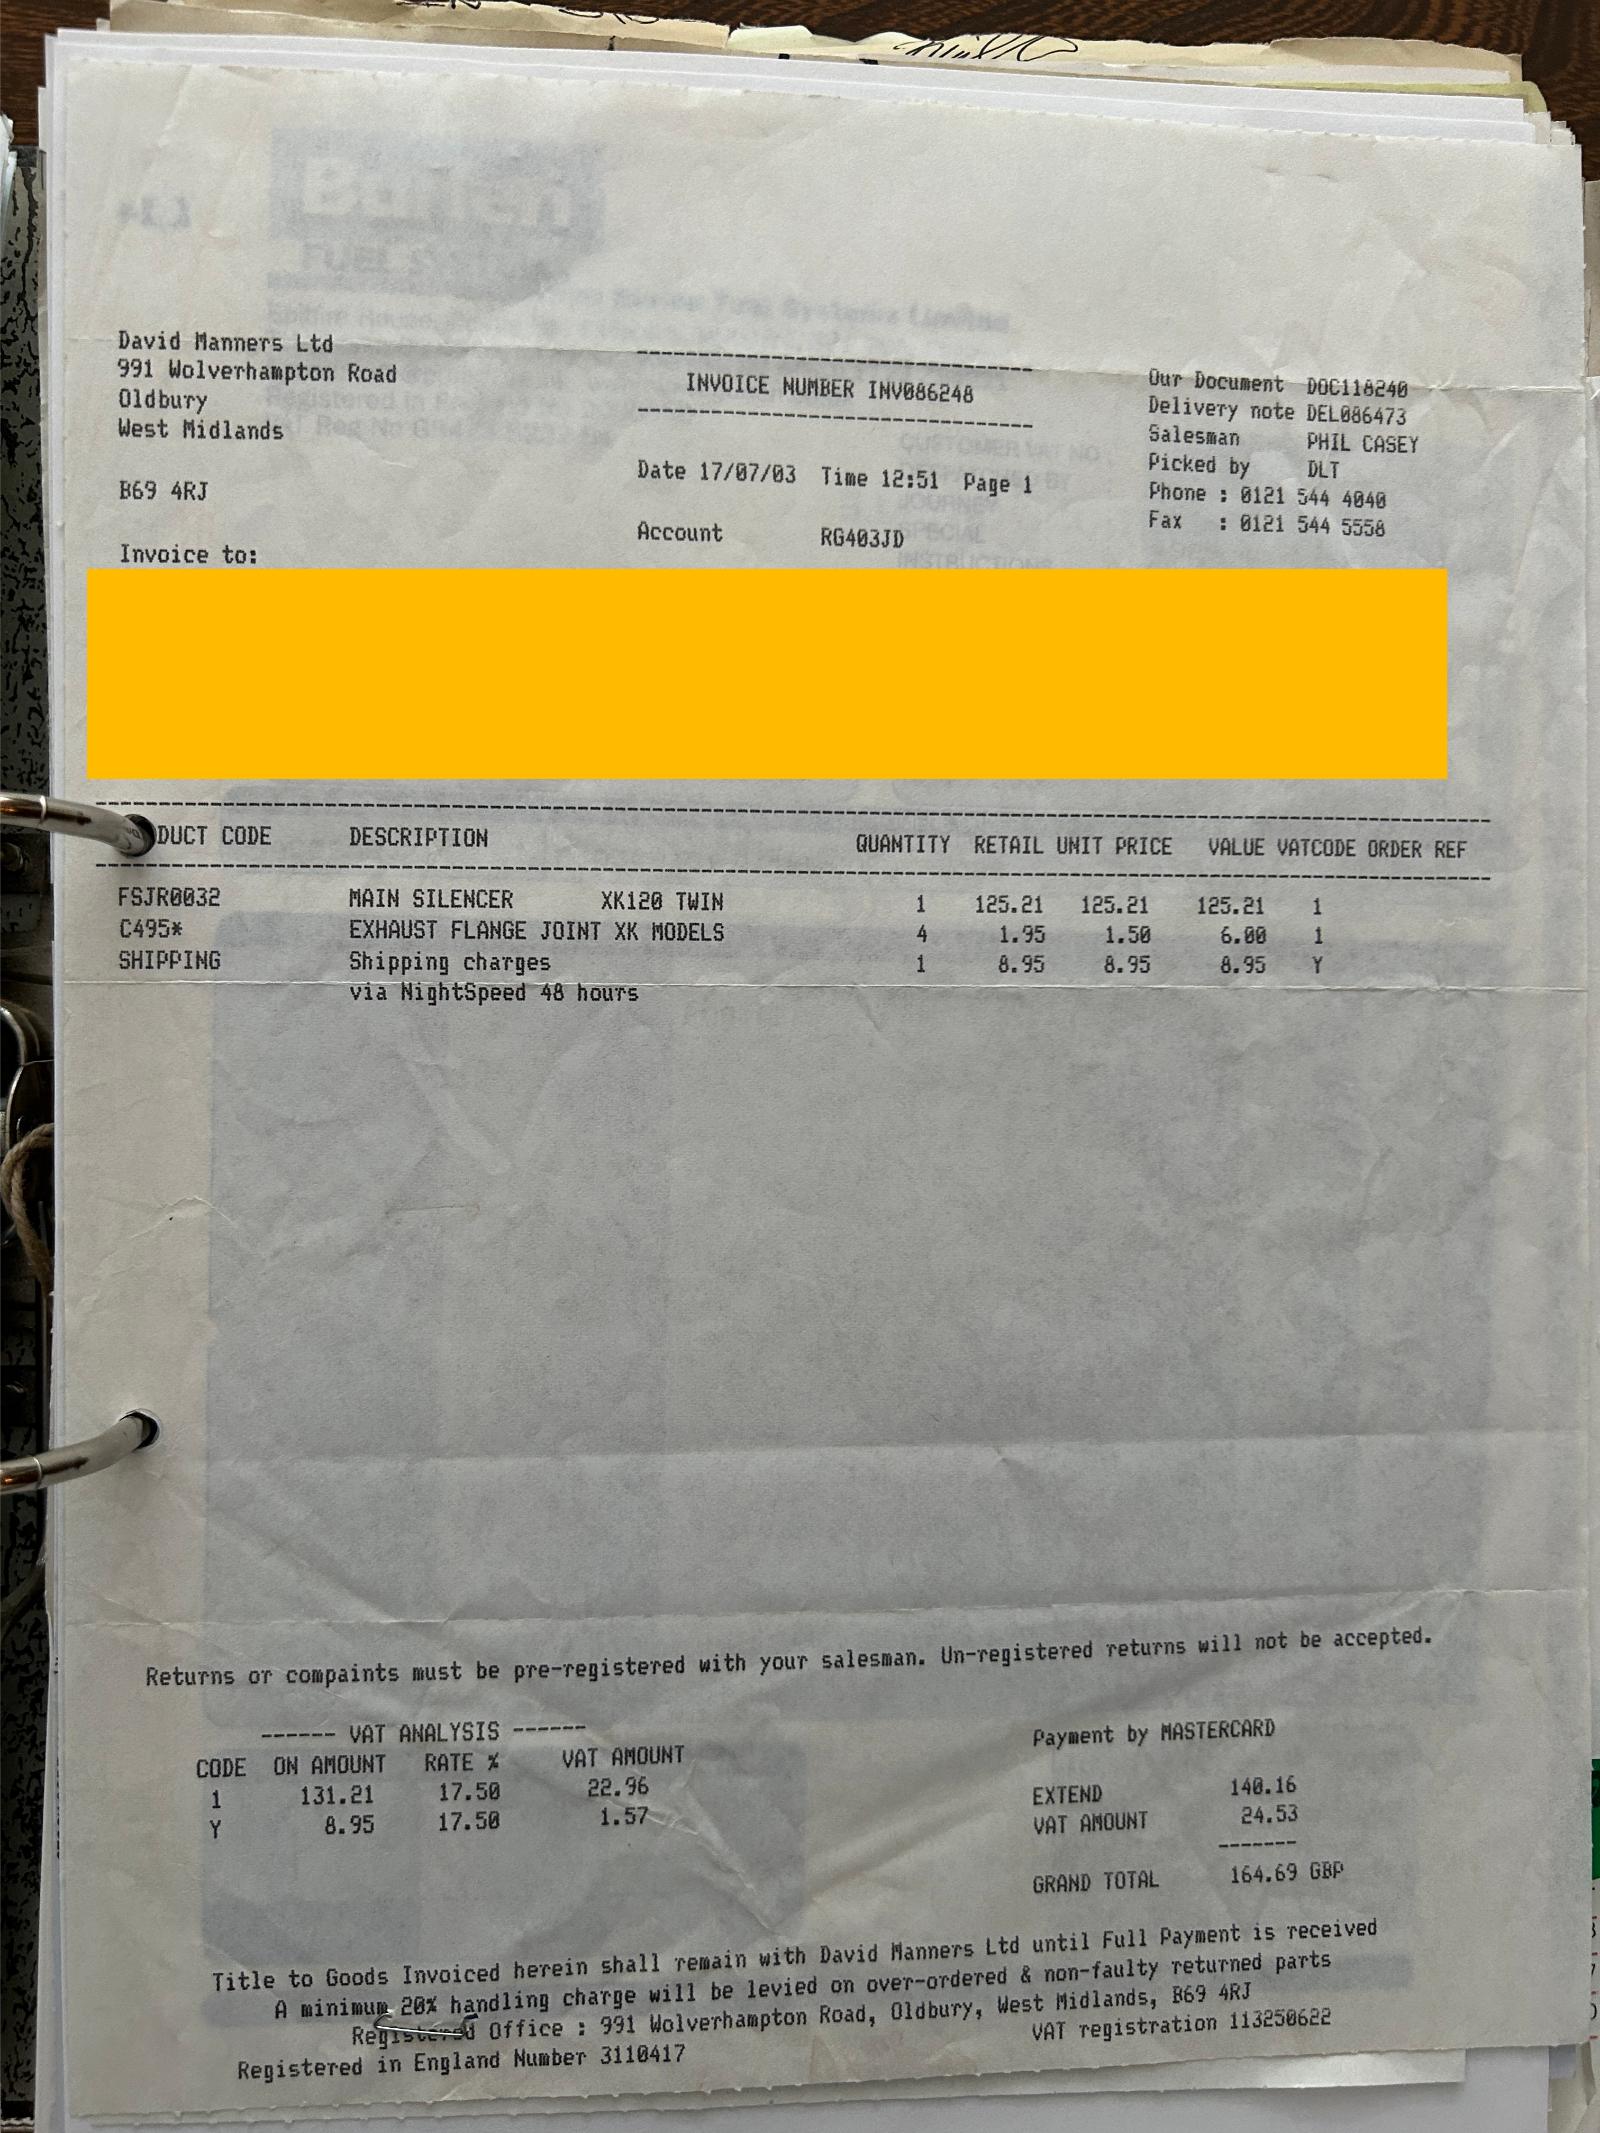 David Manners Ltd
991 Wolverhampton Road
Oldbury
West Midlands
B69 4RJ
INVOICE NUMBER INV086248
Date 17/07/03 Time 12:51 Page 1
Account RG403JD
Our Document DOC118240
Delivery note DEL086473
Salesman PHIL CASEY
Picked by DLT
Phone : 0121 544 4040
Fax : 0121 544 5558
Invoice to:
DUCT CODE DESCRIPTION QUANTITY RETAIL UNIT PRICE VALUE VATCODE ORDER REF
FSJR0032 MAIN SILENCER XK120 TWIN 1 125.21 125.21 125.21 1
C495* EXHAUST FLANGE JOINT XK MODELS 4 1.95 1.50 6.00 1
SHIPPING Shipping charges 1 8.95 8.95 8.95 Y
via NightSpeed 48 hours
Returns or compaints must be pre-registered with your salesman. Un-registered returns will not be accepted.
------ VAT ANALYSIS ------
CODE ON AMOUNT RATE % VAT AMOUNT
1 131.21 17.50 22.96
Y 8.95 17.50 1.57
Payment by MASTERCARD
EXTEND 140.16
VAT AMOUNT 24.53
GRAND TOTAL 164.69 GBP
Title to Goods Invoiced herein shall remain with David Manners Ltd until Full Payment is received
A minimum 20% handling charge will be levied on over-ordered & non-faulty returned parts
Registered Office : 991 Wolverhampton Road, Oldbury, West Midlands, B69 4RJ
Registered in England Number 3110417 VAT registration 113250622